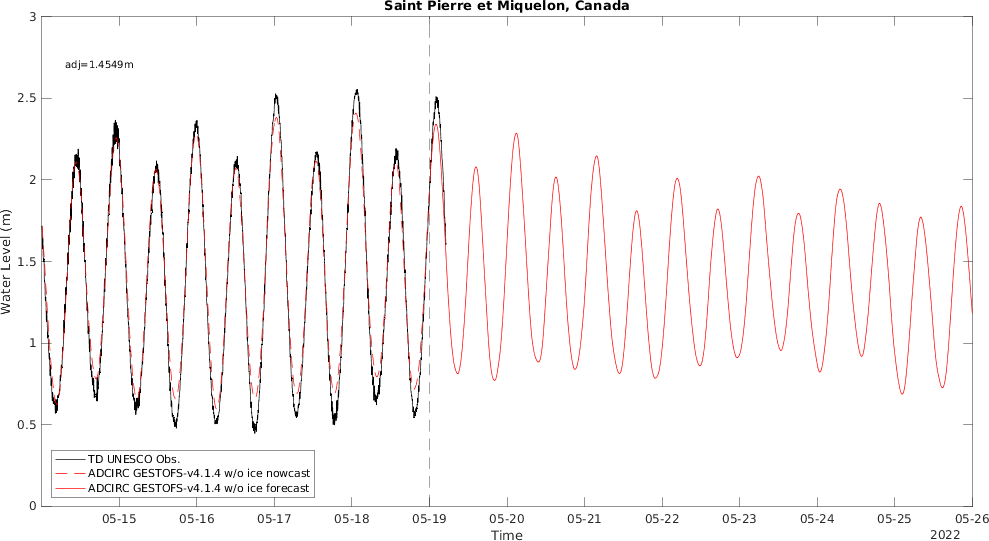 Saint Pierre et Miquelon, Canada
adj=1.4549m
3
2.5
2
1.5
1
0.5
0
Water Level (m)
TD UNESCO Obs.
ADCIRC GESTOFS-v4.1.4 w/o ice nowcast
ADCIRC GESTOFS-v4.1.4 w/o ice forecast
05-15 05-16 05-17 05-18 05-19 05-20 05-21 05-22 05-23 05-24 05-25 05-26
Time
2022